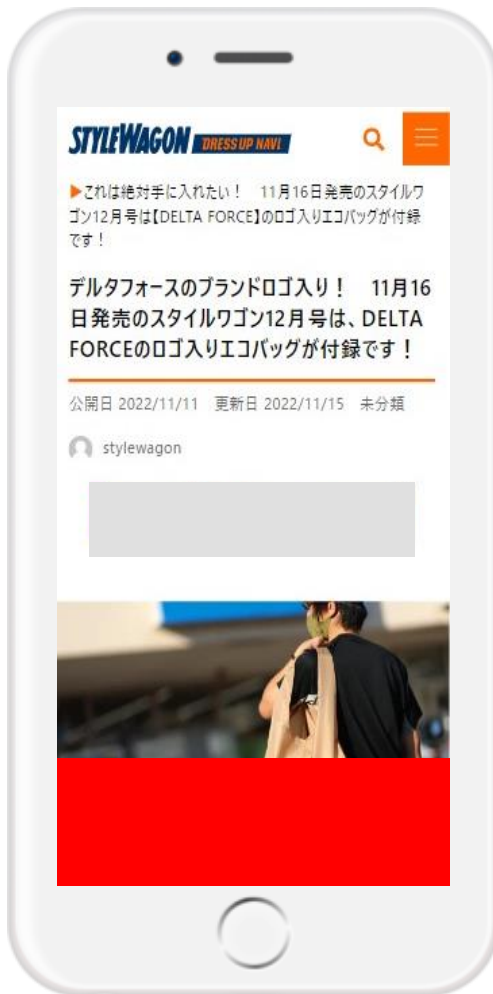 STYLEWAGON DRESS UP NAVI
▶これは絶対手に入れたい！　11月16日発売のスタイルワ
ゴン12月号は【DELTA FORCE】のロゴ入りエコバッグが付録
です！
デルタフォースのブランドロゴ入り！　11月16
日発売のスタイルワゴン12月号は、DELTA
FORCEのロゴ入りエコバッグが付録です！
公開日 2022/11/11　更新日 2022/11/15　未分類
stylewagon